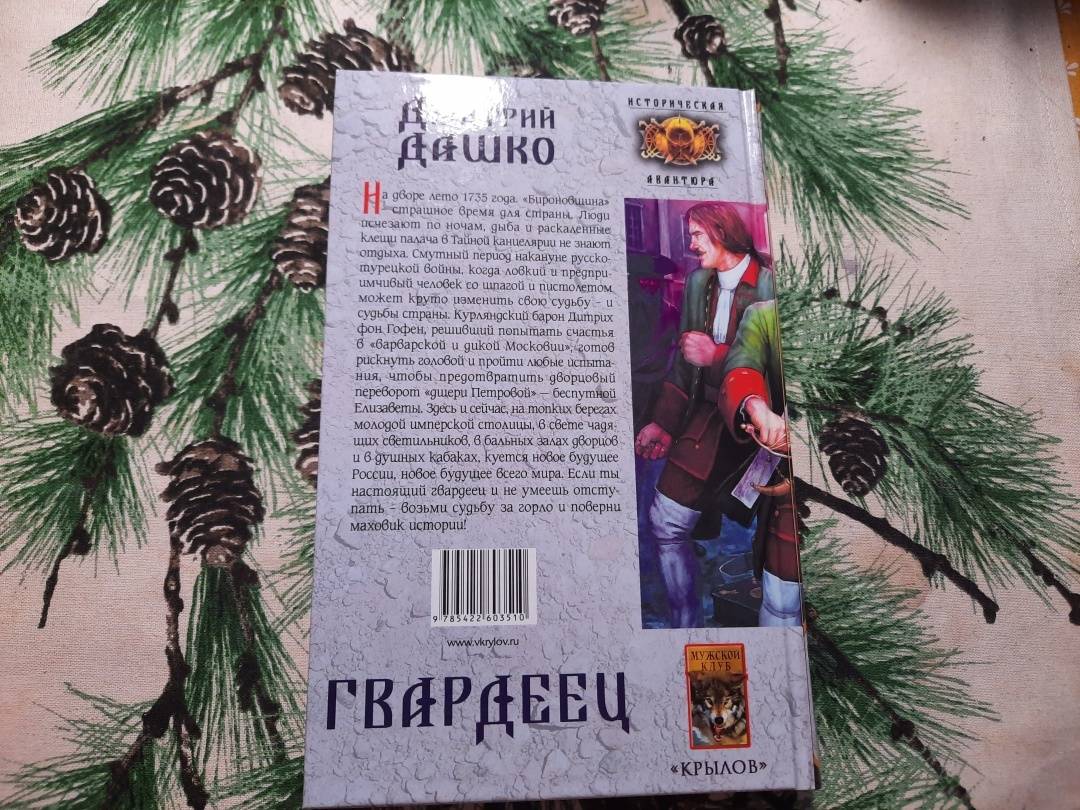 Дмитрий
Дашко
ИСТОРИЧЕСКАЯ
АВАНТЮРА
На дворе лето 1735 года. «Бироновщина»
– страшное время для страны. Люди
исчезают по ночам, дыба и раскаленные
клещи палача в Тайной канцелярии не знают
отдыха. Смутный период накануне русско-
турецкой войны, когда ловкий и предпри-
имчивый человек со шпагой и пистолетом
может круто изменить свою судьбу – и
судьбы страны. Курляндский барон Дитрих
фон Гофен, решивший попытать счастья
в «варварской и дикой Московии», готов
рискнуть головой и пройти любые испыта-
ния, чтобы предотвратить дворцовый
переворот «дщери Петровой» – беспутной
Елизаветы. Здесь и сейчас, на топких берегах
молодой имперской столицы, в свете чадя-
щих светильников, в бальных залах дворцов
и в душных кабаках, куется новое будущее
России, новое будущее всего мира. Если ты
настоящий гвардеец и не умеешь отсту-
пать – возьми судьбу за горло и поверни
маховик истории!
9 785422 603510
www.vkrylov.ru
ГВАРДЕЕЦ
МУЖСКОЙ
КЛУБ
«КРЫЛОВ»